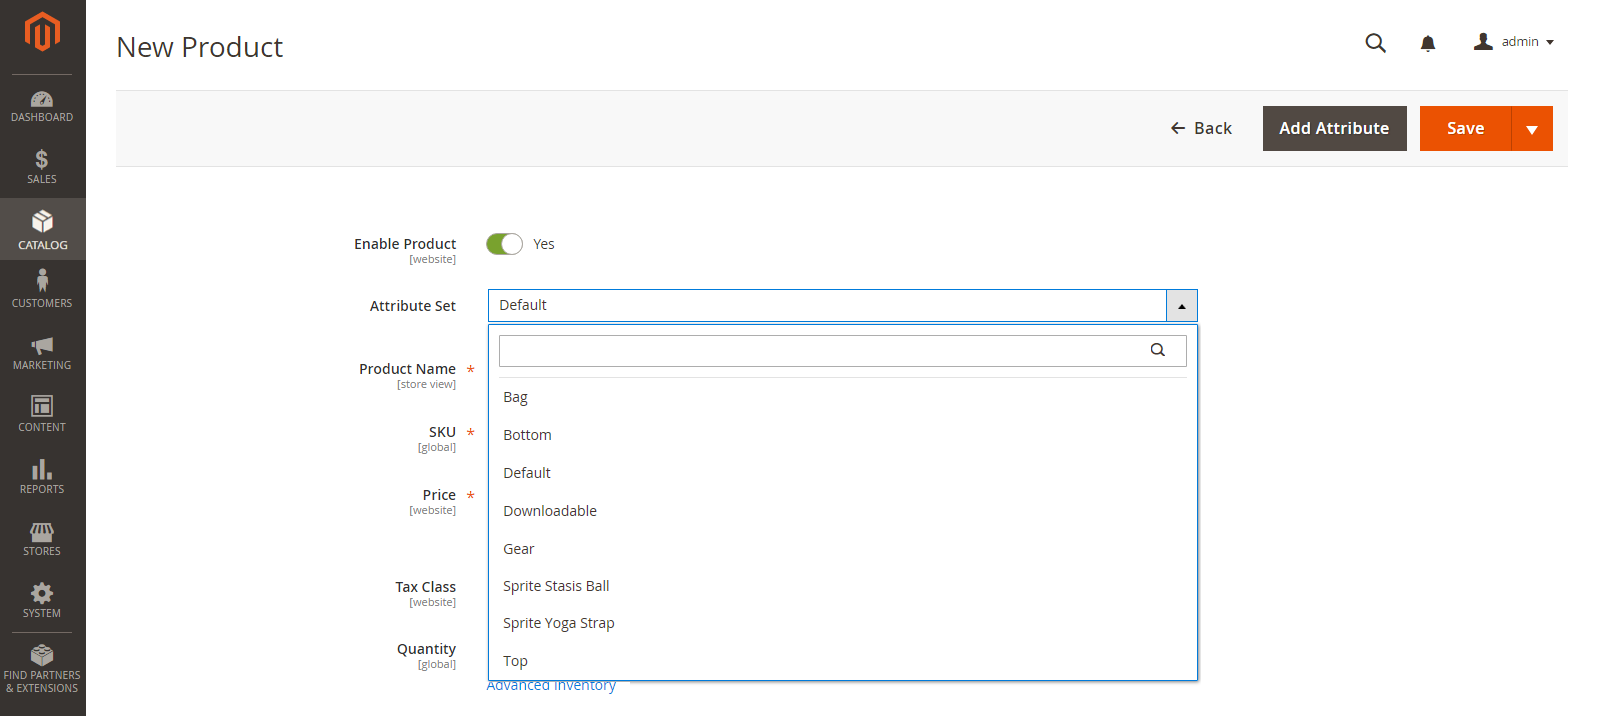 New Product
admin
Back
Add Attribute
Save
DASHBOARD
SALES
CATALOG
CUSTOMERS
MARKETING
CONTENT
REPORTS
STORES
SYSTEM
FIND PARTNERS
& EXTENSIONS
Enable Product
[website]
Yes
Attribute Set
Default
Product Name *
[store view]
SKU *
[global]
Price *
[website]
Tax Class
[website]
Quantity
[global]
Bag
Bottom
Default
Downloadable
Gear
Sprite Stasis Ball
Sprite Yoga Strap
Top
Advanced Inventory